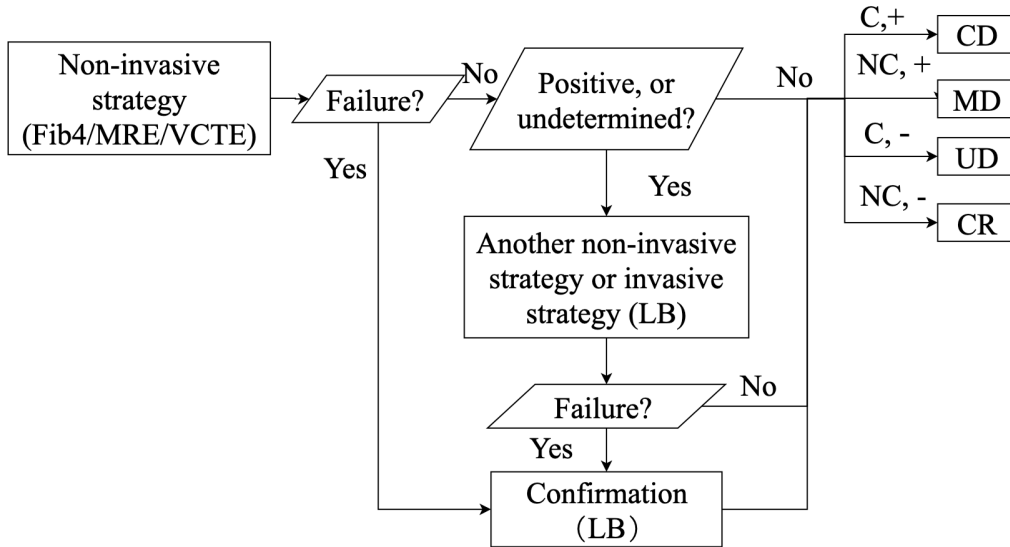 Non-invasive
strategy
(Fib4/MRE/VCTE)
Failure?
No
Yes
Positive, or
undetermined?
No
Yes
Another non-invasive
strategy or invasive
strategy (LB)
Failure?
No
Yes
Confirmation
(LB)
C,+
CD
NC, +
MD
C, -
UD
NC, -
CR